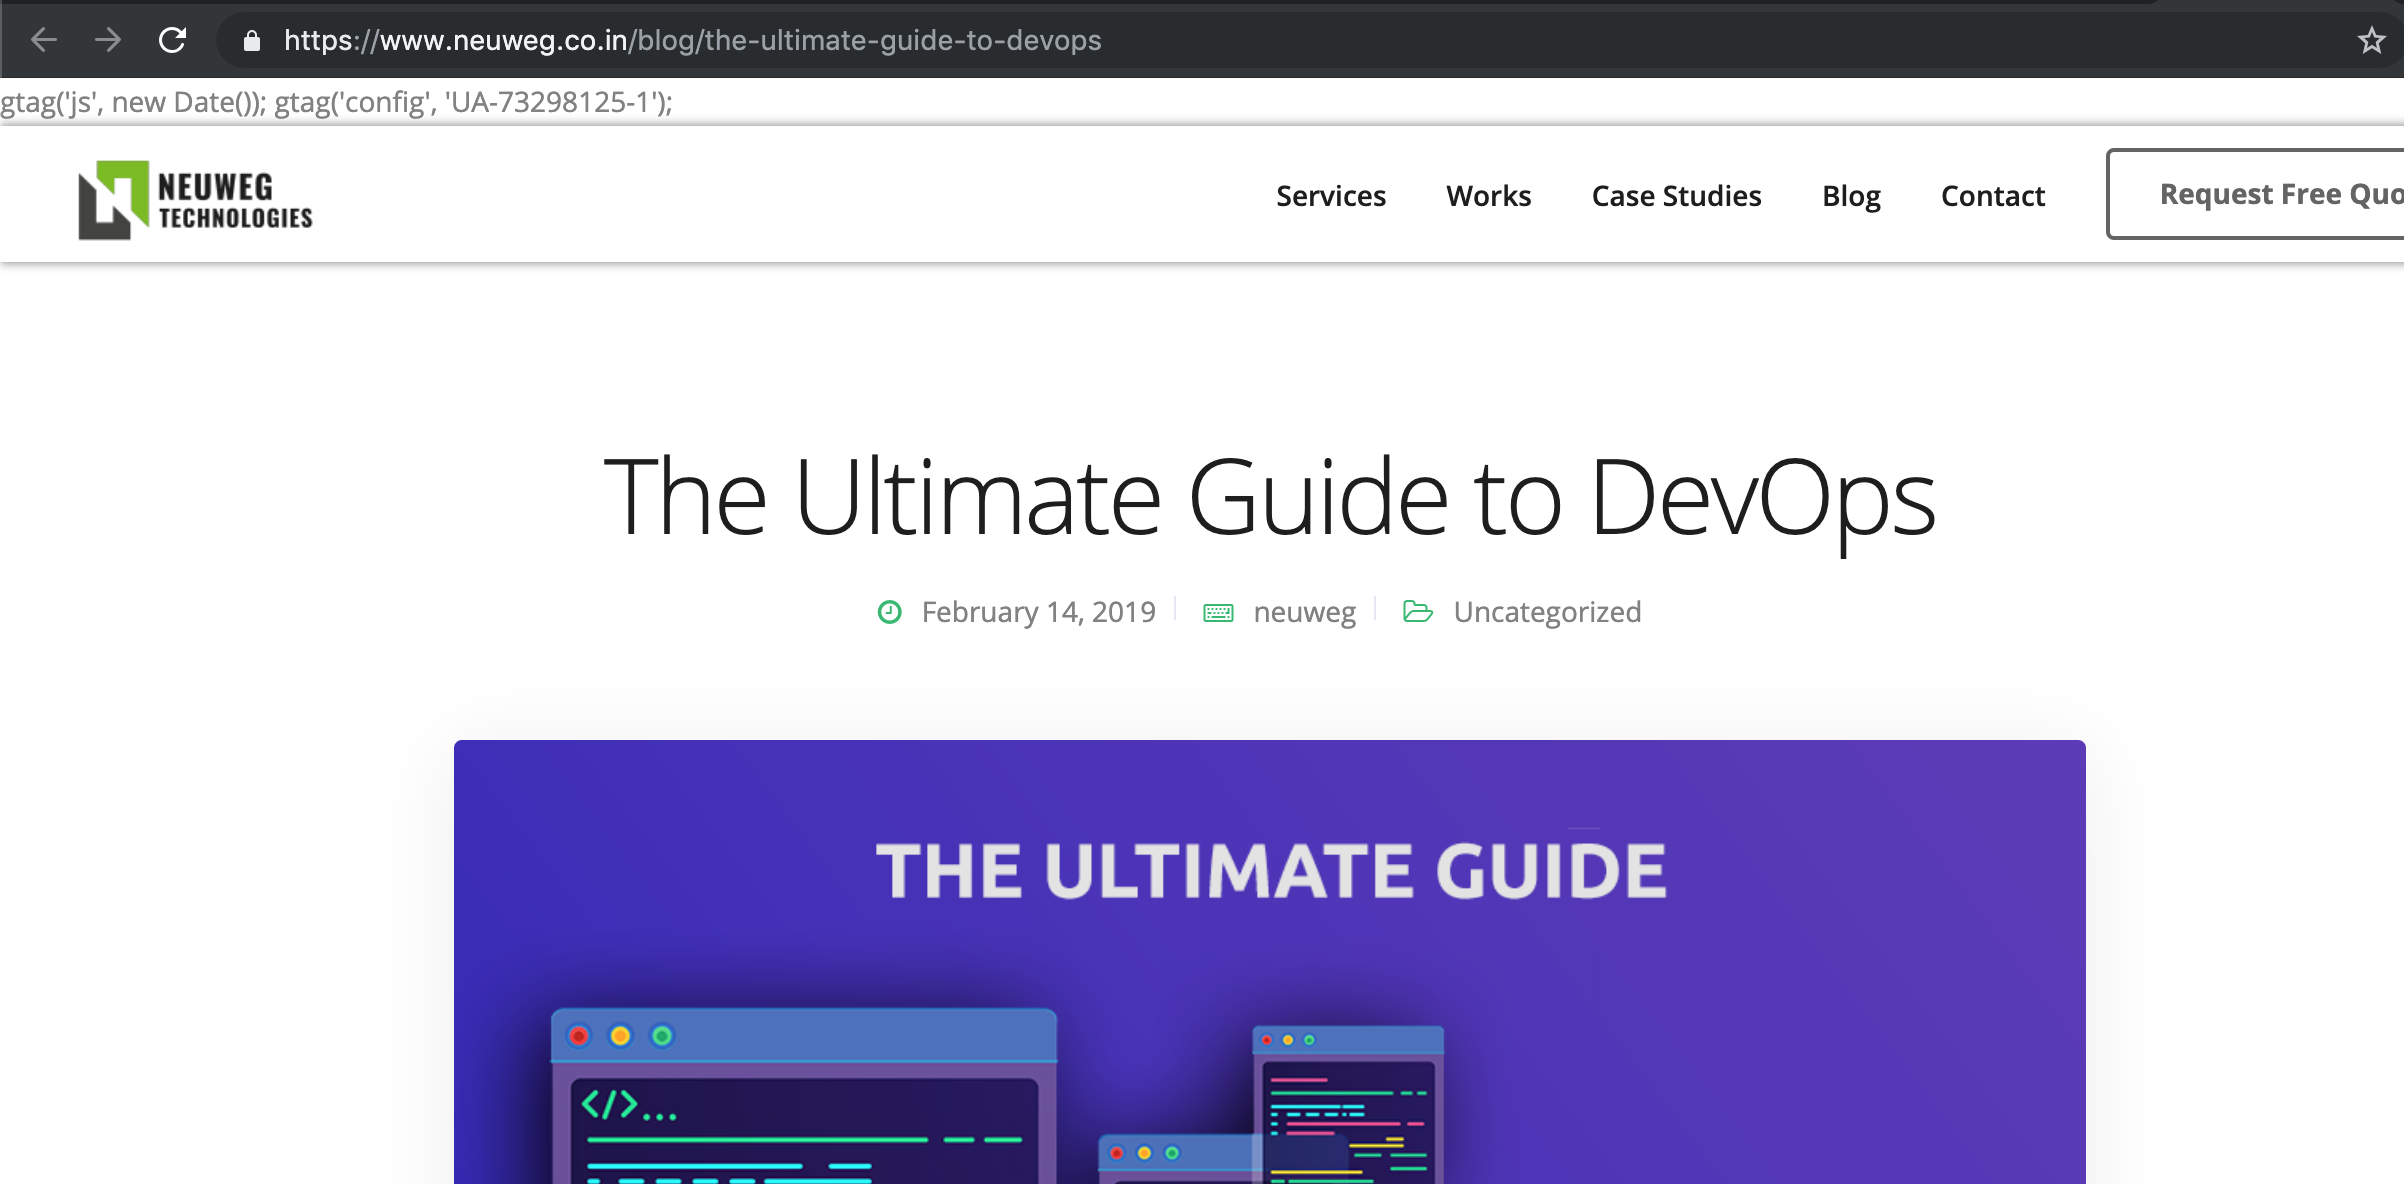 https://www.neuweg.co.in/blog/the-ultimate-guide-to-devops
gtag('js', new Date()); gtag('config', 'UA-73298125-1');
NEUWEG
TECHNOLOGIES
Services Works Case Studies Blog Contact Request Free Quo
The Ultimate Guide to DevOps
February 14, 2019 neuweg Uncategorized
THE ULTIMATE GUIDE
</>...